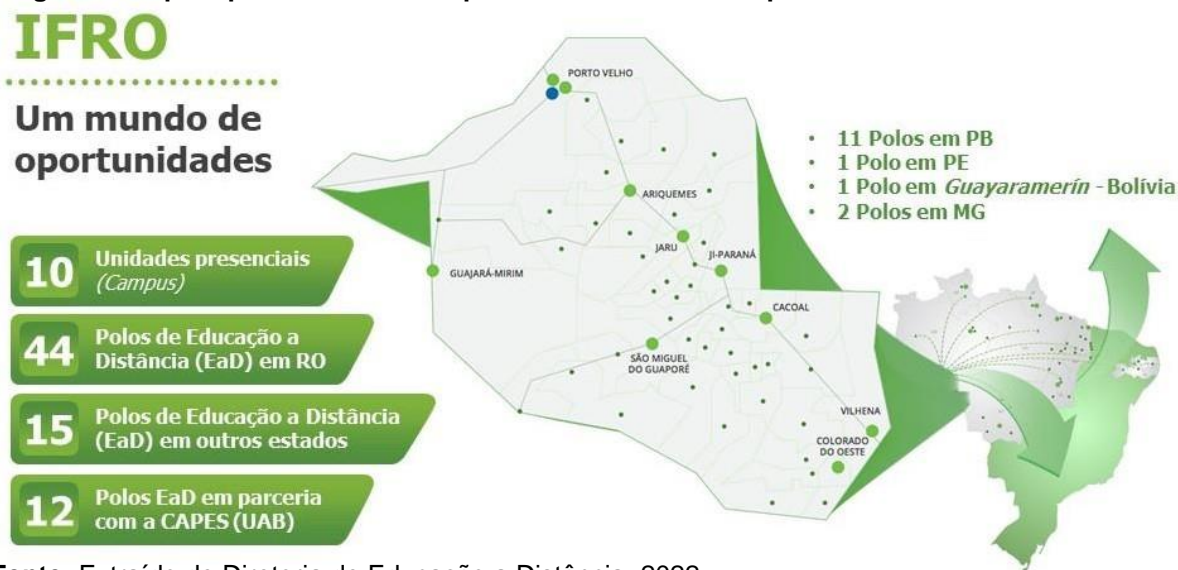 IFRO
Um mundo de
oportunidades
10 Unidades presenciais
(Campus)
44 Polos de Educação a
Distância (EaD) em RO
15 Polos de Educação a Distância
(EaD) em outros estados
12 Polos EaD em parceria
com a CAPES (UAB)
PORTO VELHO
ARIQUEMES
JARU
JI-PARANÁ
GUAJARÁ-MIRIM
CACOAL
SÃO MIGUEL
DO GUAPORÉ
VILHENA
COLORADO
DO OESTE
• 11 Polos em PB
• 1 Polo em PE
• 1 Polo em Guayaramerín - Bolívia
• 2 Polos em MG